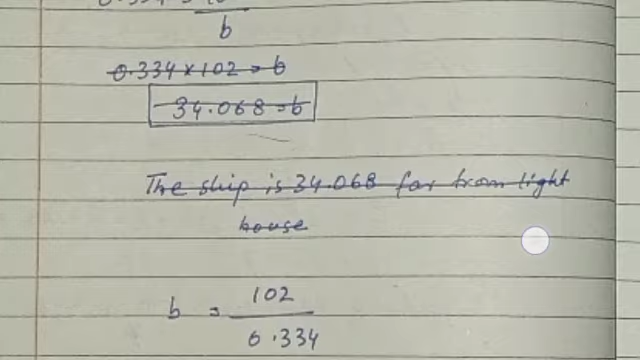 b
0.334 x 102 = b
34.068 = b
The ship is 34.068 far from light
house
b = 102
0.334